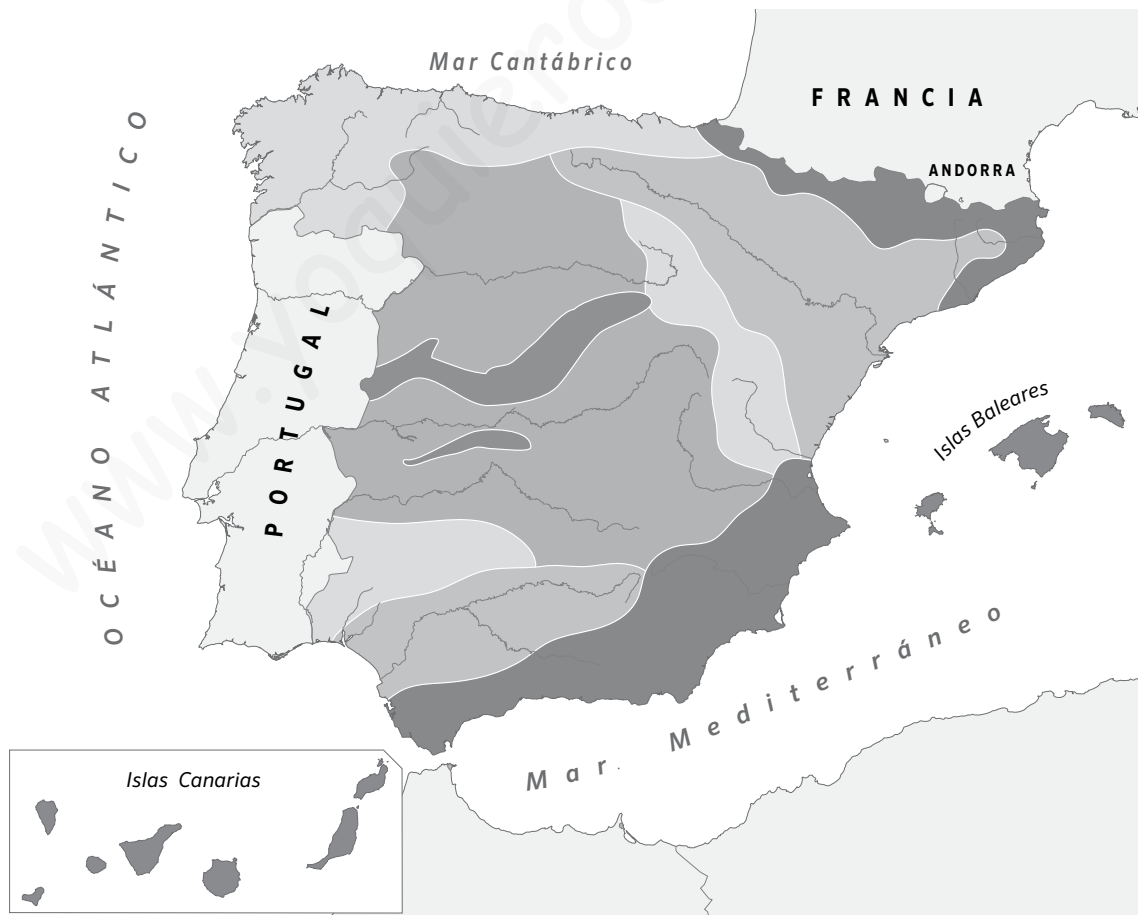 Mar Cantábrico
FRANCIA
ANDORRA
OCÉANO ATLÁNTICO
PORTUGAL
Islas Baleares
Mar Mediterráneo
Islas Canarias